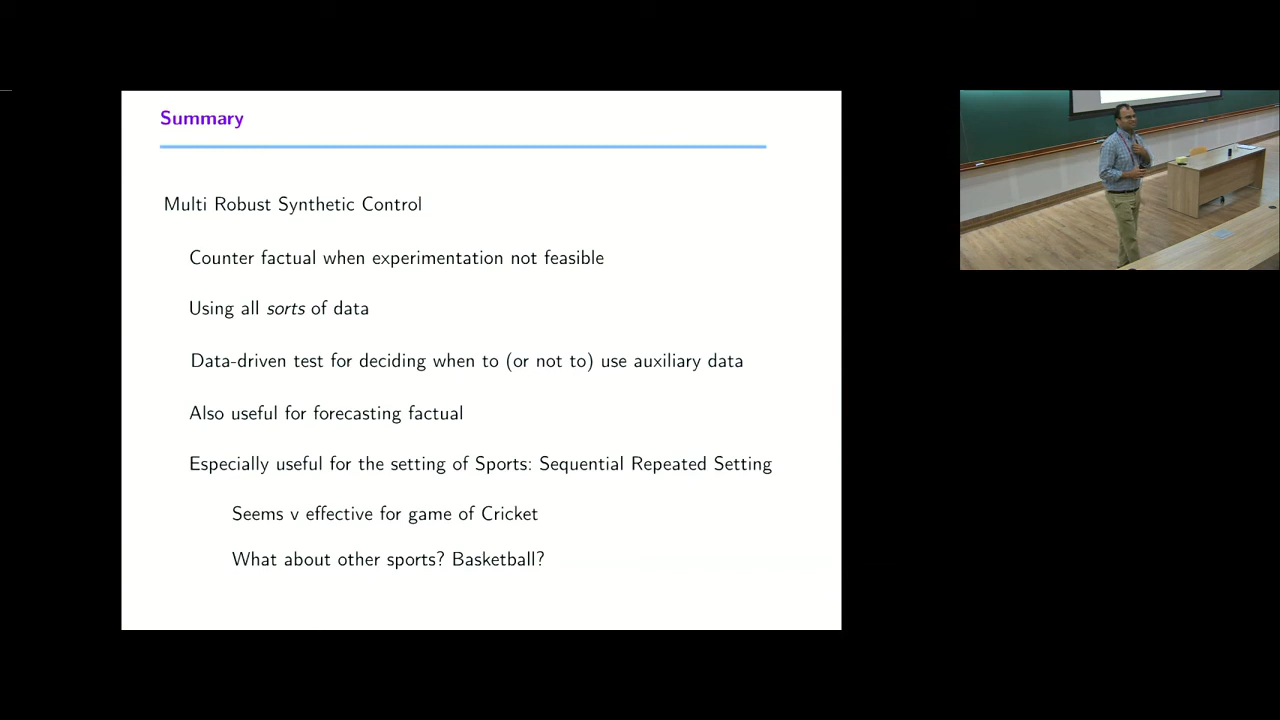 Summary
Multi Robust Synthetic Control
Counter factual when experimentation not feasible
Using all sorts of data
Data-driven test for deciding when to (or not to) use auxiliary data
Also useful for forecasting factual
Especially useful for the setting of Sports: Sequential Repeated Setting
Seems v effective for game of Cricket
What about other sports? Basketball?